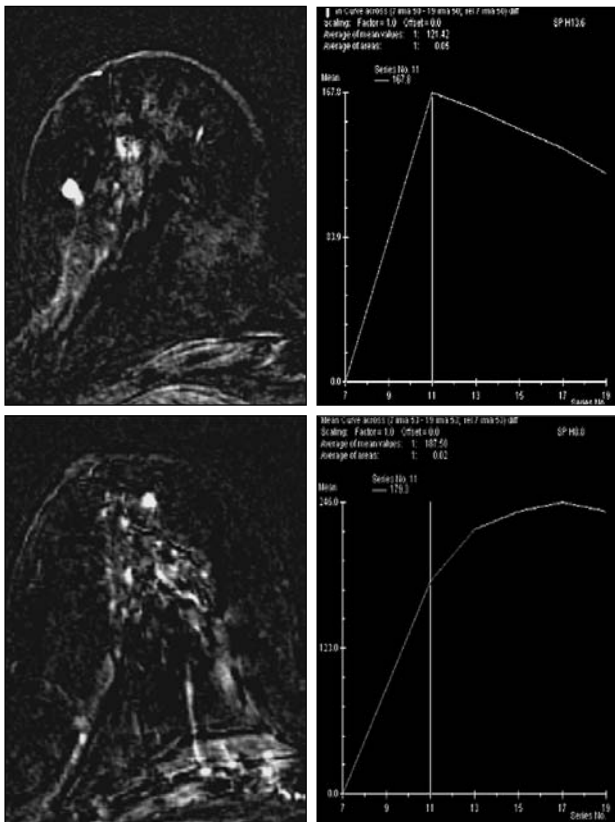 Scaling: Factor = 1.0 Offset = 0.0 SP H13.6
Average of mean values: 1: 121.42
Average of areas: 1: 0.05
Series No. 11
Mean 167.8
167.8
83.9
0.0
7 9 11 13 15 17 19
Series No.
Mean Curve across
Scaling: Factor = 1.0 Offset = 0.0 SP H8.8
Average of mean values: 1: 187.50
Average of areas: 1: 0.02
Series No. 11
Mean 179.3
246.0
123.0
0.0
7 9 11 13 15 17 19
Series No.